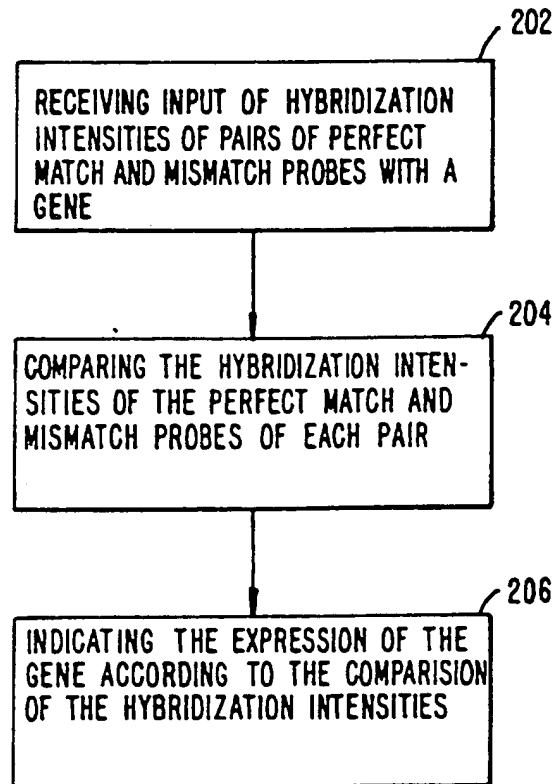 202
RECEIVING INPUT OF HYBRIDIZATION
INTENSITIES OF PAIRS OF PERFECT
MATCH AND MISMATCH PROBES WITH A
GENE
204
COMPARING THE HYBRIDIZATION INTEN-
SITIES OF THE PERFECT MATCH AND
MISMATCH PROBES OF EACH PAIR
206
INDICATING THE EXPRESSION OF THE
GENE ACCORDING TO THE COMPARISION
OF THE HYBRIDIZATION INTENSITIES